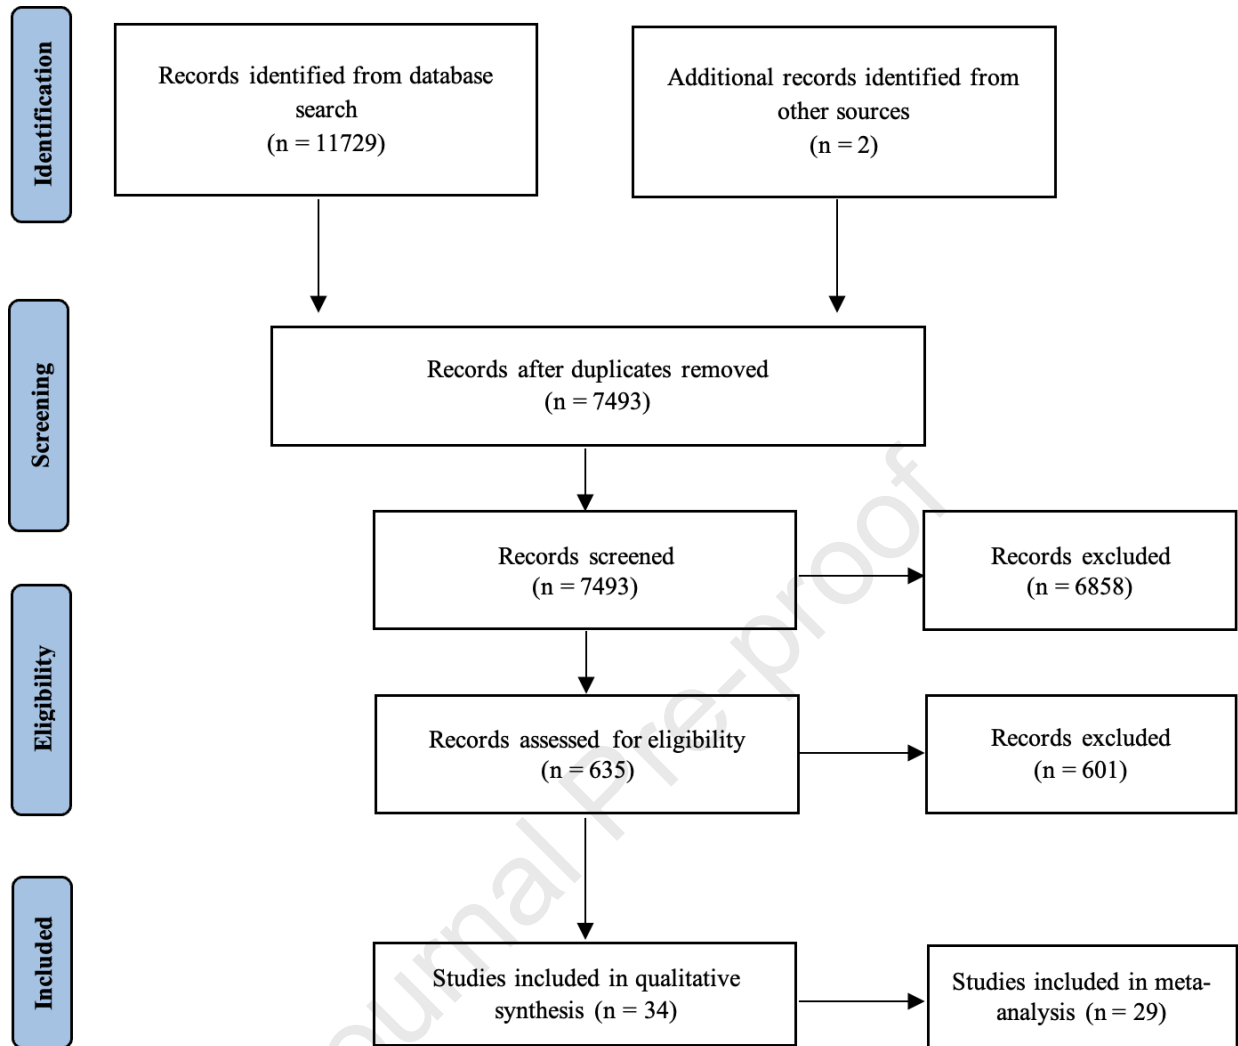 Identification
Records identified from database
search
(n = 11729)
Additional records identified from
other sources
(n = 2)
Screening
Records after duplicates removed
(n = 7493)
Records screened
(n = 7493)
Records excluded
(n = 6858)
Eligibility
Records assessed for eligibility
(n = 635)
Records excluded
(n = 601)
Included
Studies included in qualitative
synthesis (n = 34)
Studies included in meta-
analysis (n = 29)
ournal Pre-proof